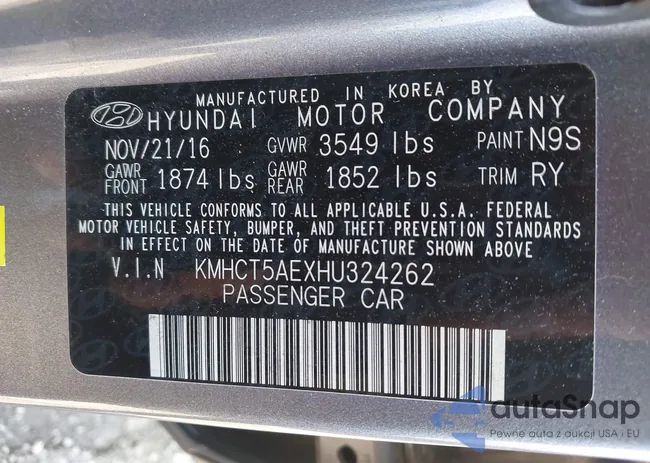 MANUFACTURED IN KOREA BY
HYUNDAI MOTOR COMPANY
NOV/21/16 GVWR 3549 lbs PAINT N9S
GAWR FRONT 1874 lbs GAWR REAR 1852 lbs TRIM RY
THIS VEHICLE CONFORMS TO ALL APPLICABLE U.S.A. FEDERAL
MOTOR VEHICLE SAFETY, BUMPER, AND THEFT PREVENTION STANDARDS
IN EFFECT ON THE DATE OF MANUFACTURE SHOWN ABOVE
V.I.N KMHCT5AEXHU324262
PASSENGER CAR
autoSnap
Pewne auta z aukcji USA i EU